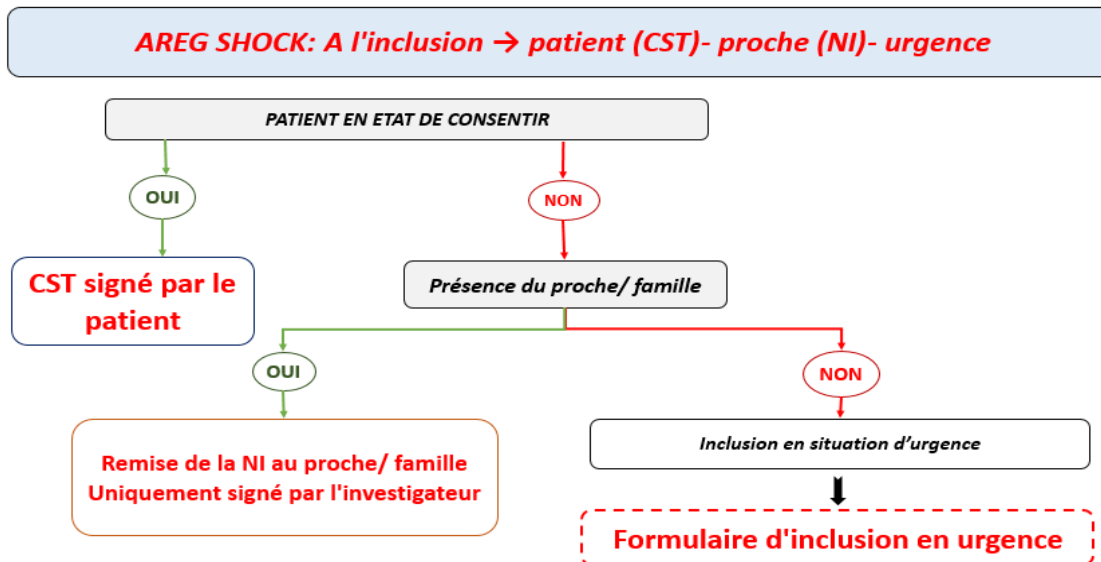 AREG SHOCK: A l'inclusion → patient (CST)- proche (NI)- urgence
PATIENT EN ETAT DE CONSENTIR
OUI
NON
CST signé par le
patient
Présence du proche/ famille
OUI
NON
Remise de la NI au proche/ famille
Uniquement signé par l'investigateur
Inclusion en situation d’urgence
Formulaire d'inclusion en urgence